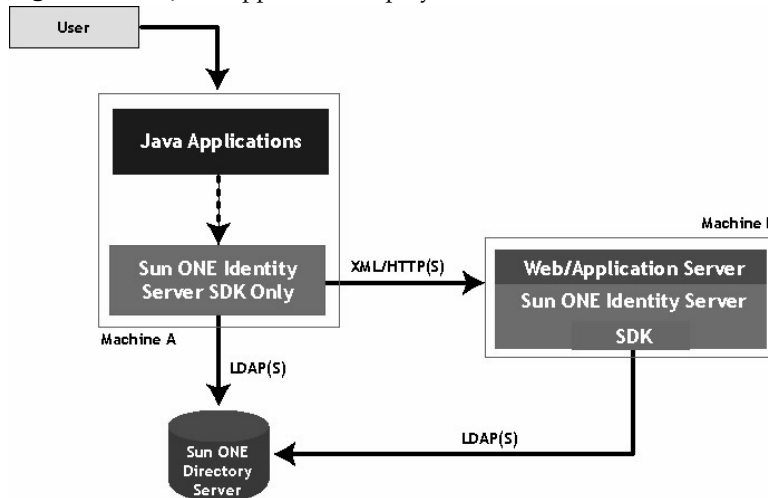 User
Java Applications
Sun ONE Identity
Server SDK Only
Machine A
XML/HTTP(S)
Machine
Web/Application Server
Sun ONE Identity Server
SDK
LDAP(S)
LDAP(S)
Sun ONE
Directory
Server